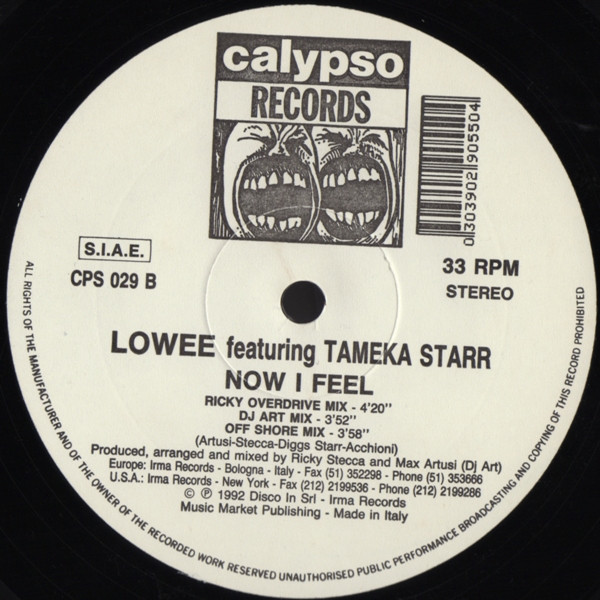 calypso
RECORDS
0 303902 905504
S.I.A.E.
CPS 029 B
33 RPM
STEREO
LOWEE featuring TAMEKA STARR
NOW I FEEL
RICKY OVERDRIVE MIX - 4'20"
DJ ART MIX - 3'52"
OFF SHORE MIX - 3'58"
(Artusi-Stecca-Diggs Starr-Acchioni)
Produced, arranged and mixed by Ricky Stecca and Max Artusi (Dj Art)
Europe: Irma Records - Bologna - Italy - Fax (51) 352298 - Phone (51) 353666
U.S.A.: Irma Records - New York - Fax (212) 2199536 - Phone (212) 2199286
© ℗ 1992 Disco In Srl - Irma Records
Music Market Publishing - Made in Italy
ALL RIGHTS OF THE MANUFACTURER AND OF THE OWNER OF THE RECORDED WORK RESERVED UNAUTHORISED PUBLIC PERFORMANCE BROADCASTING AND COPYING OF THIS RECORD PROHIBITED